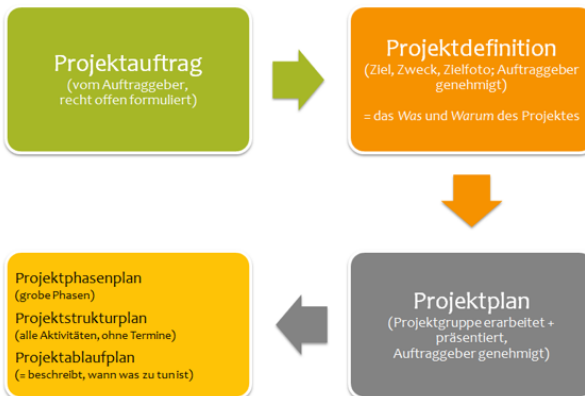 Projektauftrag
(vom Auftraggeber,
recht offen formuliert)
Projektdefinition
(Ziel, Zweck, Zielfoto; Auftraggeber
genehmigt)
= das Was und Warum des Projektes
Projektplan
(Projektgruppe erarbeitet +
präsentiert,
Auftraggeber genehmigt)
Projektphasenplan
(grobe Phasen)
Projektstrukturplan
(alle Aktivitäten, ohne Termine)
Projektablaufplan
(= beschreibt, wann was zu tun ist)